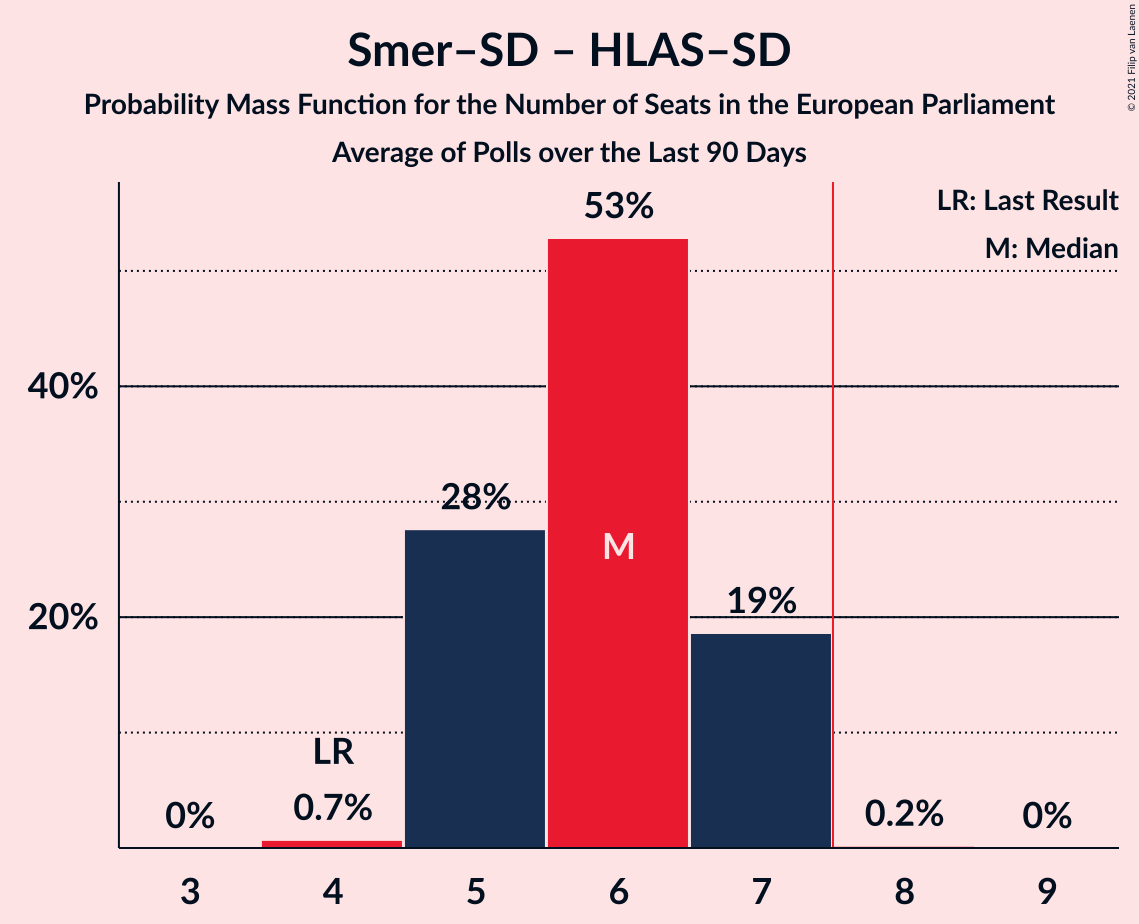 Smer–SD – HLAS–SD
Probability Mass Function for the Number of Seats in the European Parliament
Average of Polls over the Last 90 Days
© 2021 Filip van Laenen
LR: Last Result
M: Median
53%
40%
28%
M
20%
19%
LR
0%
0.7%
0.2%
0%
3 4 5 6 7 8 9